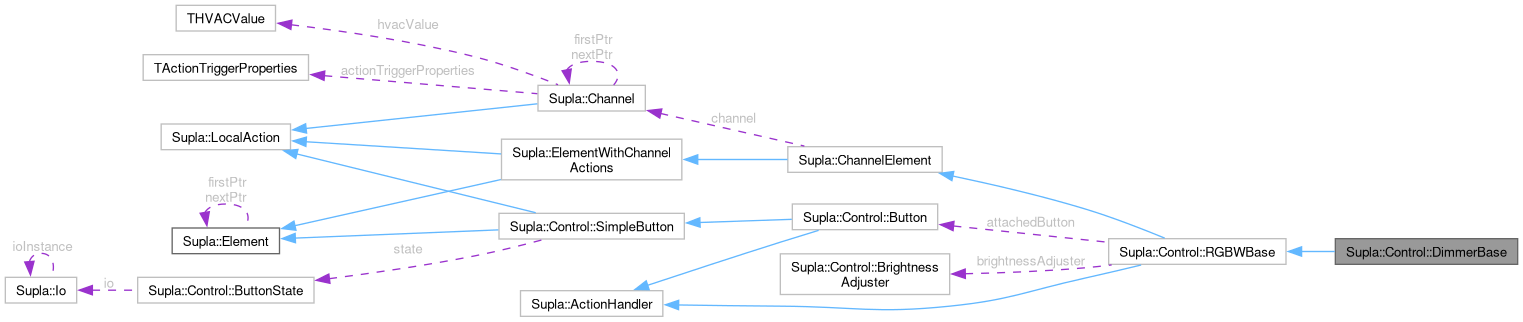 THVACValue
hvacValue
firstPtr
nextPtr
TActionTriggerProperties
actionTriggerProperties
Supla::Channel
channel
Supla::LocalAction
Supla::ElementWithChannel
Actions
Supla::ChannelElement
firstPtr
nextPtr
Supla::Element
Supla::Control::SimpleButton
Supla::Control::Button
attachedButton
ioInstance
state
Supla::Control::RGBWBase
Supla::Control::DimmerBase
brightnessAdjuster
Supla::Control::Brightness
Adjuster
Supla::Io
io
Supla::Control::ButtonState
Supla::ActionHandler